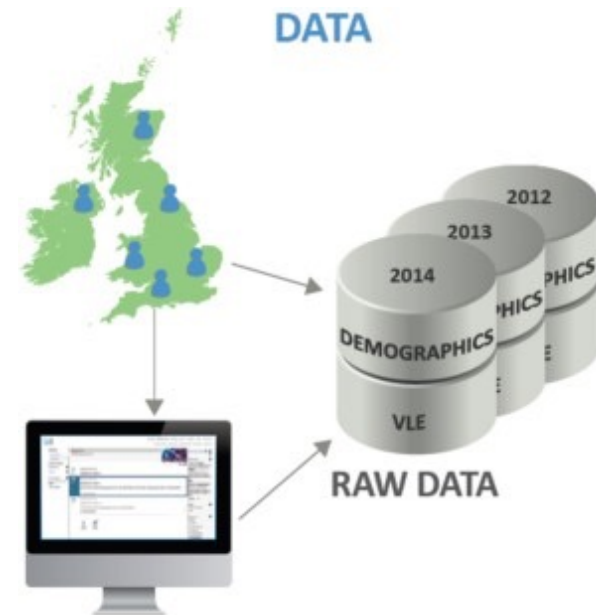 DATA
2012
2013
2014
PHICS
PHICS
DEMOGRAPHICS
E
E
VLE
RAW DATA